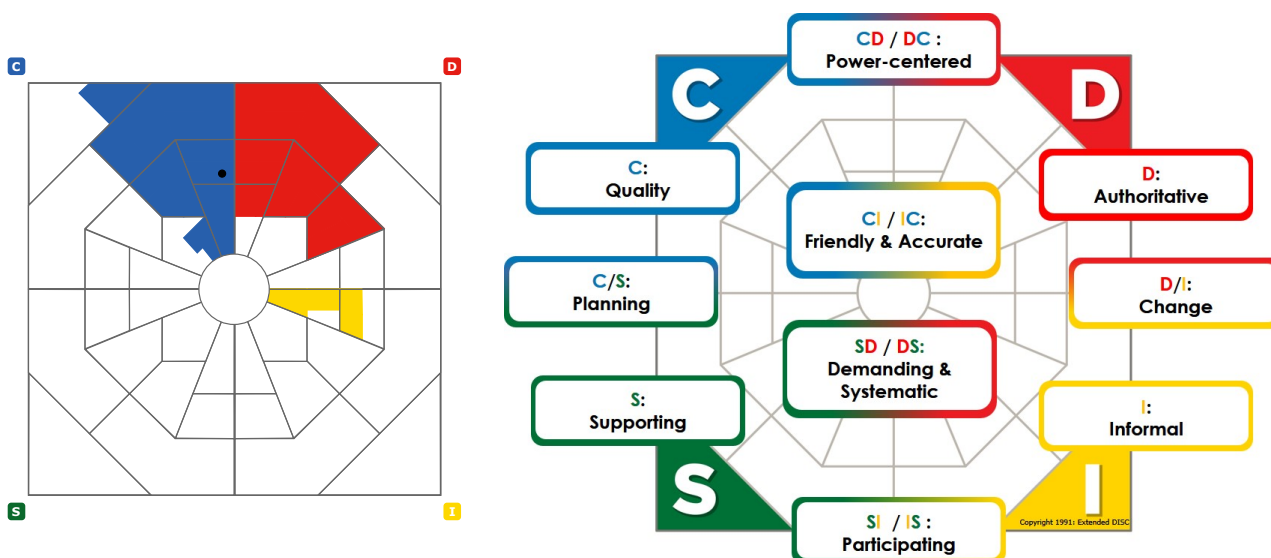 C
D
S
I
CD / DC :
Power-centered
C
D
C:
Quality
D:
Authoritative
CI / IC:
Friendly & Accurate
C/S:
Planning
D/I:
Change
SD / DS:
Demanding &
Systematic
S:
Supporting
I:
Informal
S
I
Copyright 1991: Extended DISC
SI / IS :
Participating